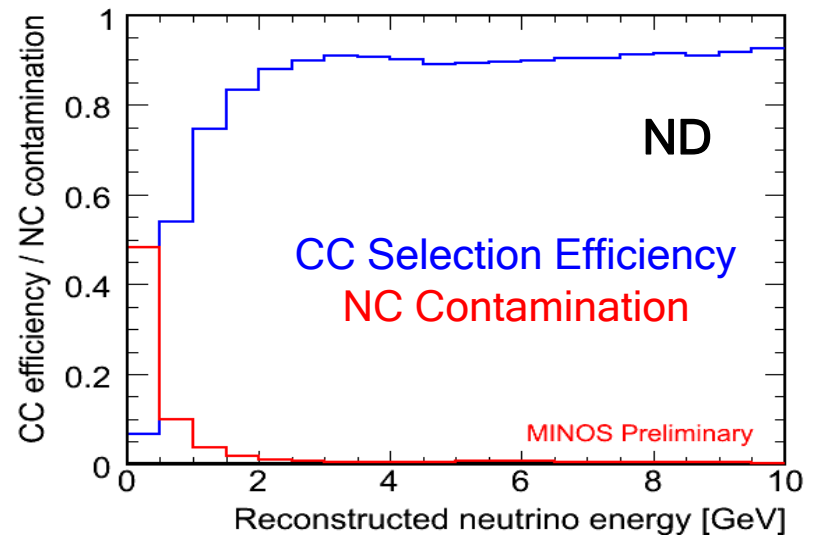 CC efficiency / NC contamination
1
0.8
0.6
0.4
0.2
0
ND
CC Selection Efficiency
NC Contamination
MINOS Preliminary
0 2 4 6 8 10
Reconstructed neutrino energy [GeV]